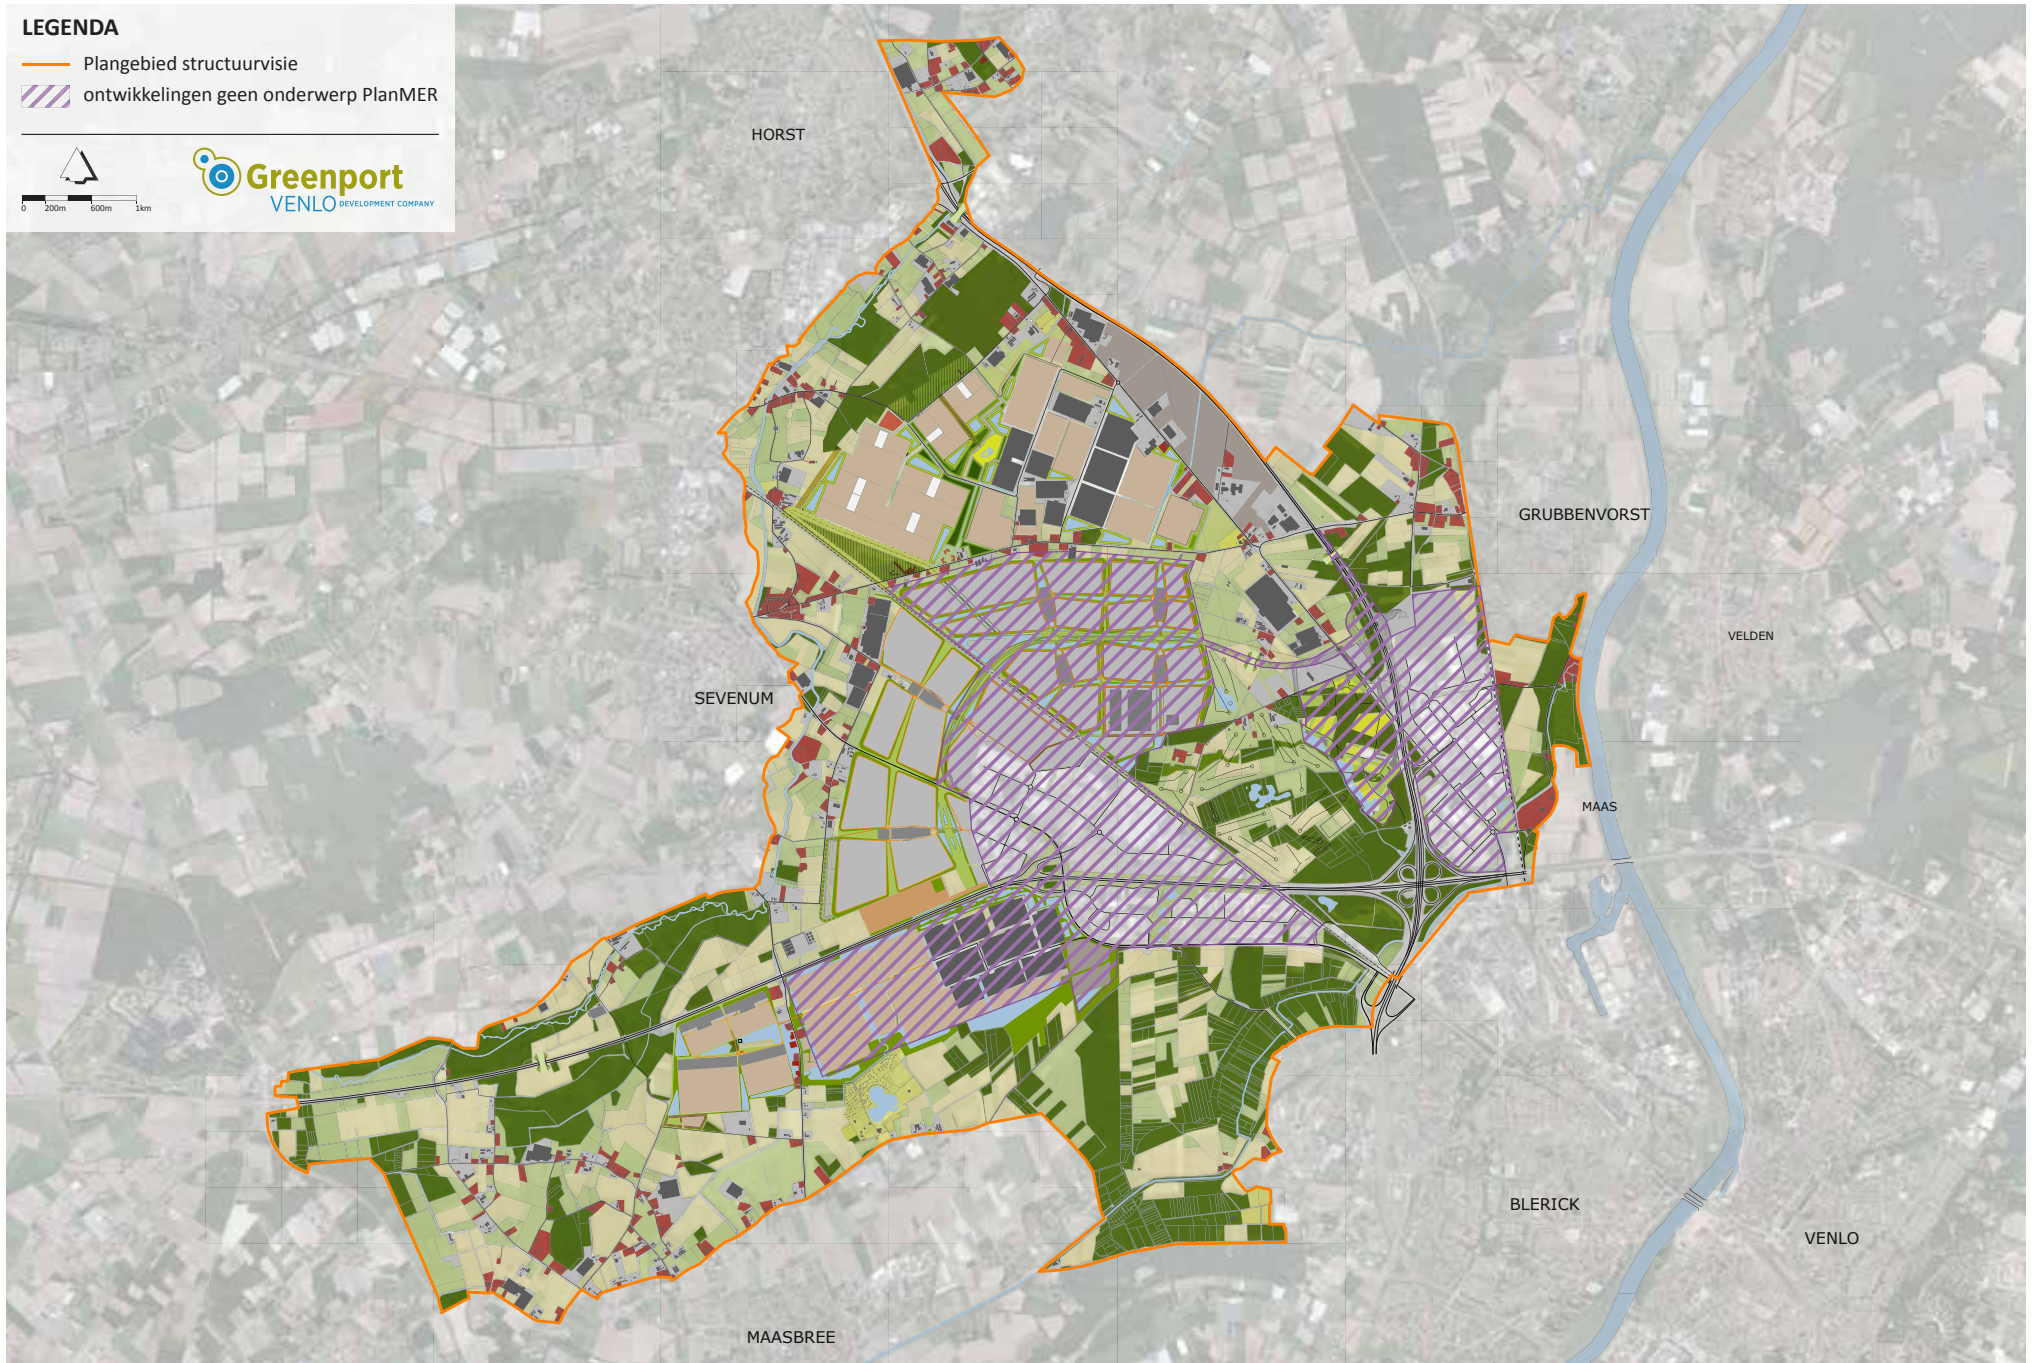 LEGENDA
Plangebied structuurvisie
ontwikkelingen geen onderwerp PlanMER
0 200m 600m 1km
Greenport
VENLO DEVELOPMENT COMPANY
HORST
GRUBBENVORST
VELDEN
SEVENUM
MAAS
BLERICK
VENLO
MAASBREE